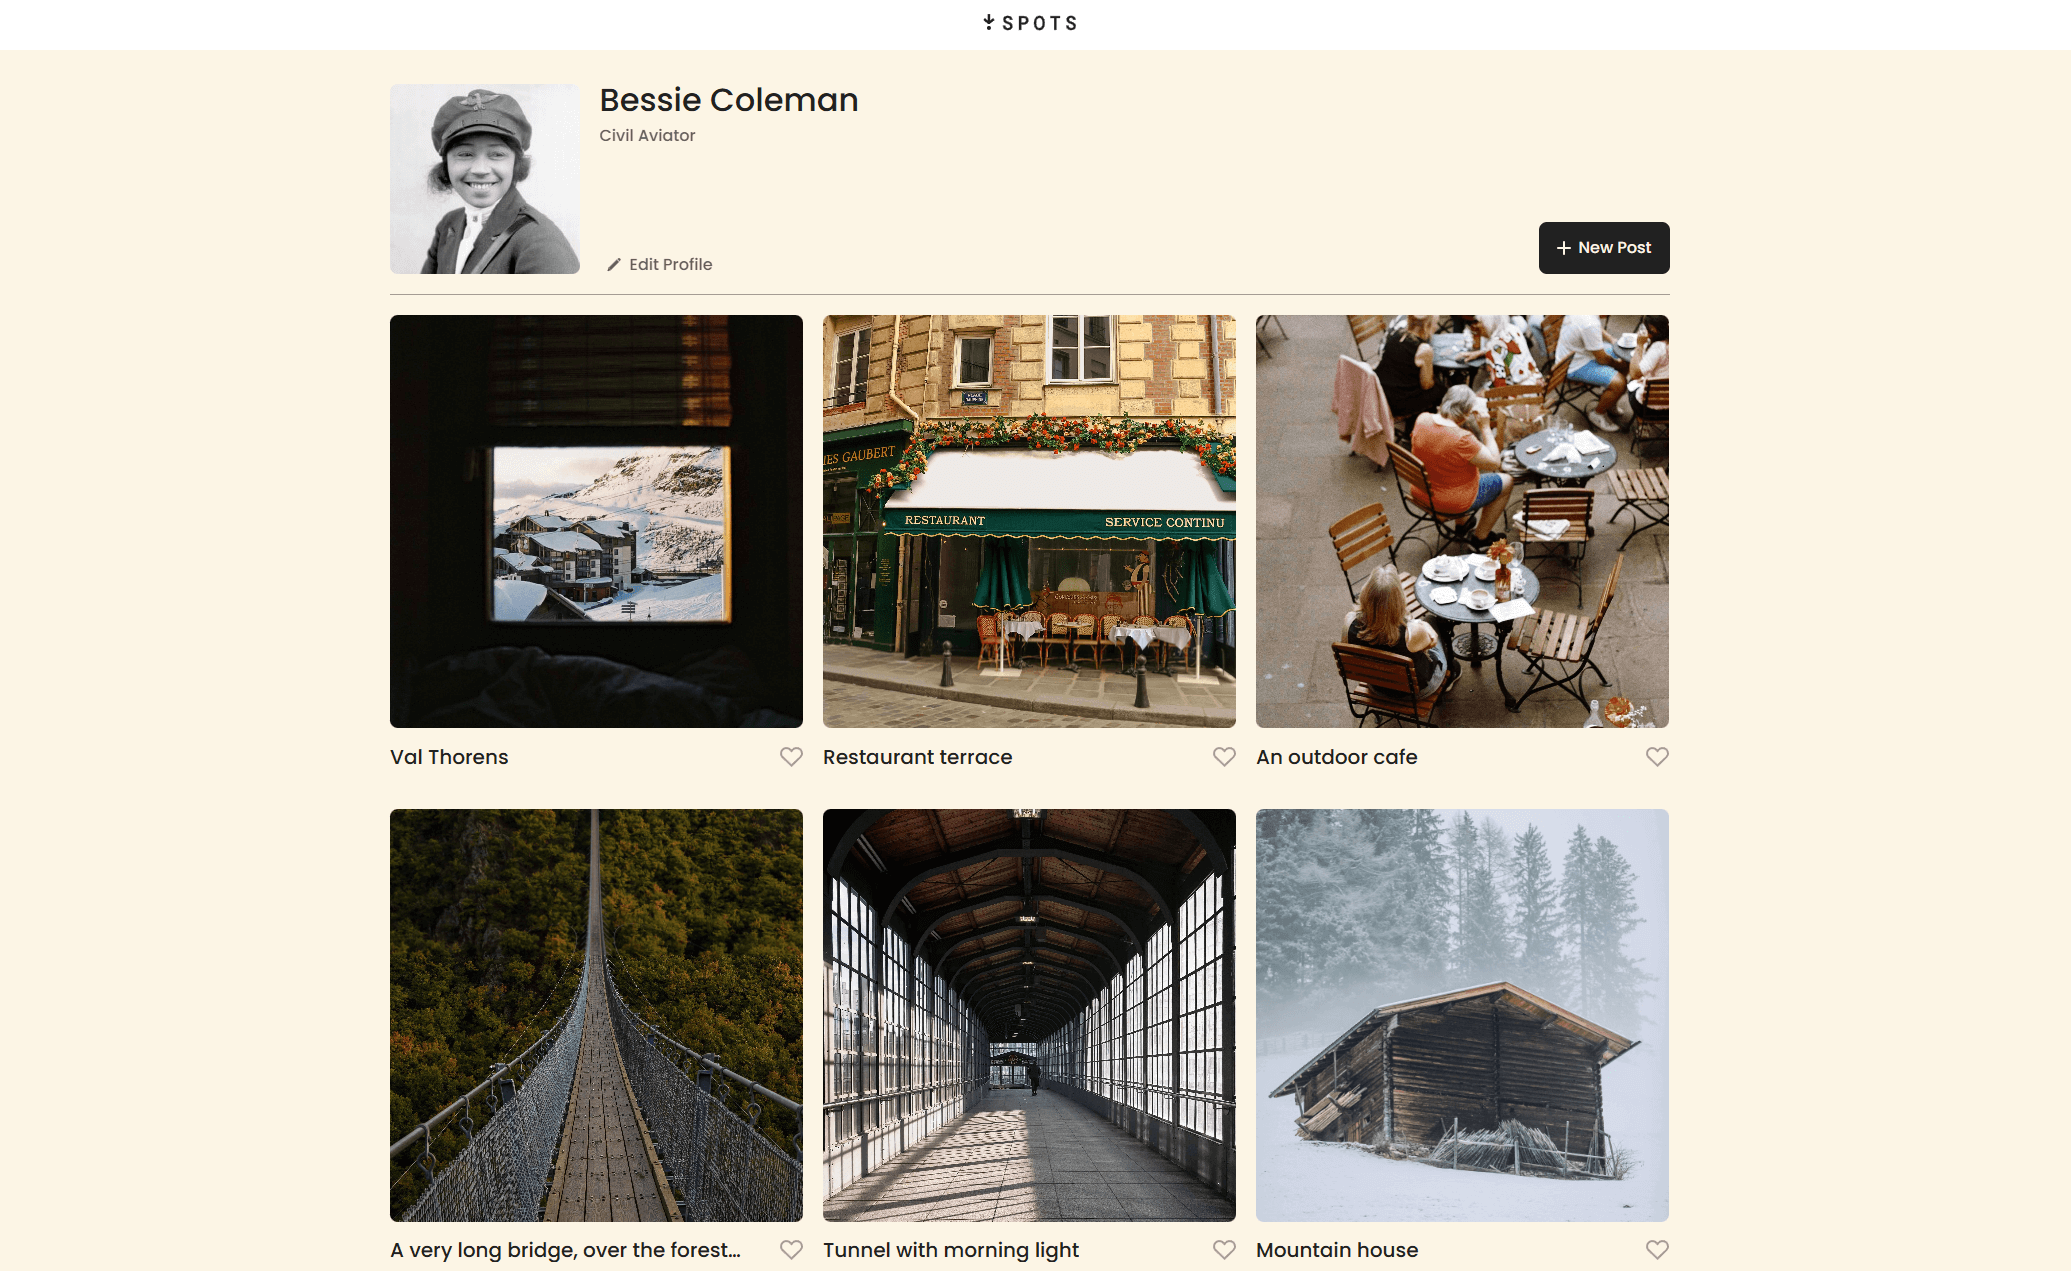 SPOTS
Bessie Coleman
Civil Aviator
Edit Profile
New Post
IES GAUBERT
RESTAURANT
SERVICE CONTINU
Val Thorens
Restaurant terrace
An outdoor cafe
A very long bridge, over the forest...
Tunnel with morning light
Mountain house